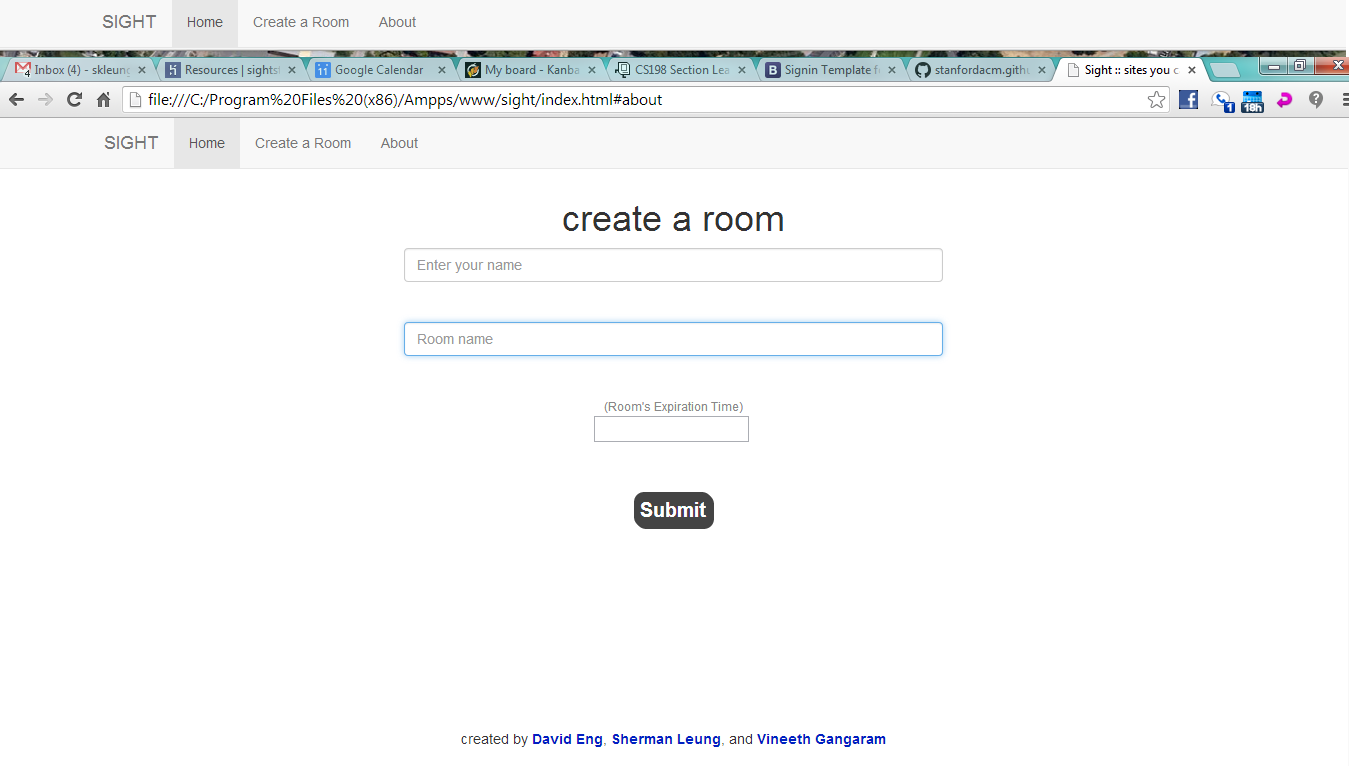 SIGHT Home Create a Room About
Inbox (4) - skleung Resources | sights Google Calendar My board - Kanba CS198 Section Lea Signin Template f stanfordacm.githu Sight :: sites you c
file:///C:/Program%20Files%20(x86)/Ampps/www/sight/index.html#about 1 18h
SIGHT Home Create a Room About
create a room
Enter your name
Room name
(Room's Expiration Time)
Submit
created by David Eng, Sherman Leung, and Vineeth Gangaram